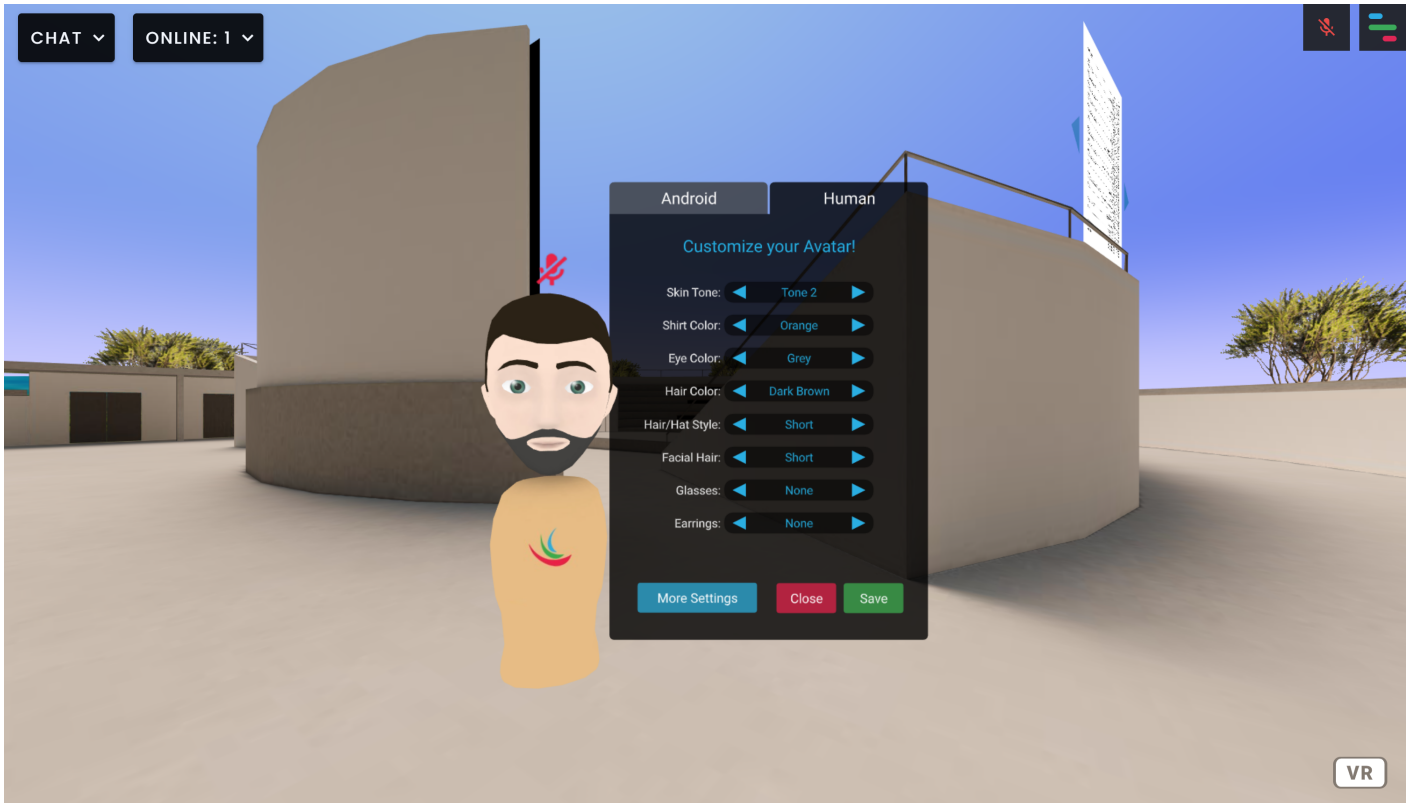 CHAT
ONLINE: 1
Android
Human
Customize your Avatar!
Skin Tone: Tone 2
Shirt Color: Orange
Eye Color: Grey
Hair Color: Dark Brown
Hair/Hat Style: Short
Facial Hair: Short
Glasses: None
Earrings: None
More Settings
Close
Save
VR